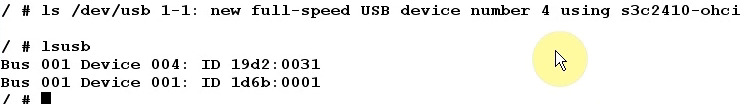 / # ls /dev/usb 1-1: new full-speed USB device number 4 using s3c2410-ohci
/ # lsusb
Bus 001 Device 004: ID 19d2:0031
Bus 001 Device 001: ID 1d6b:0001
/ #